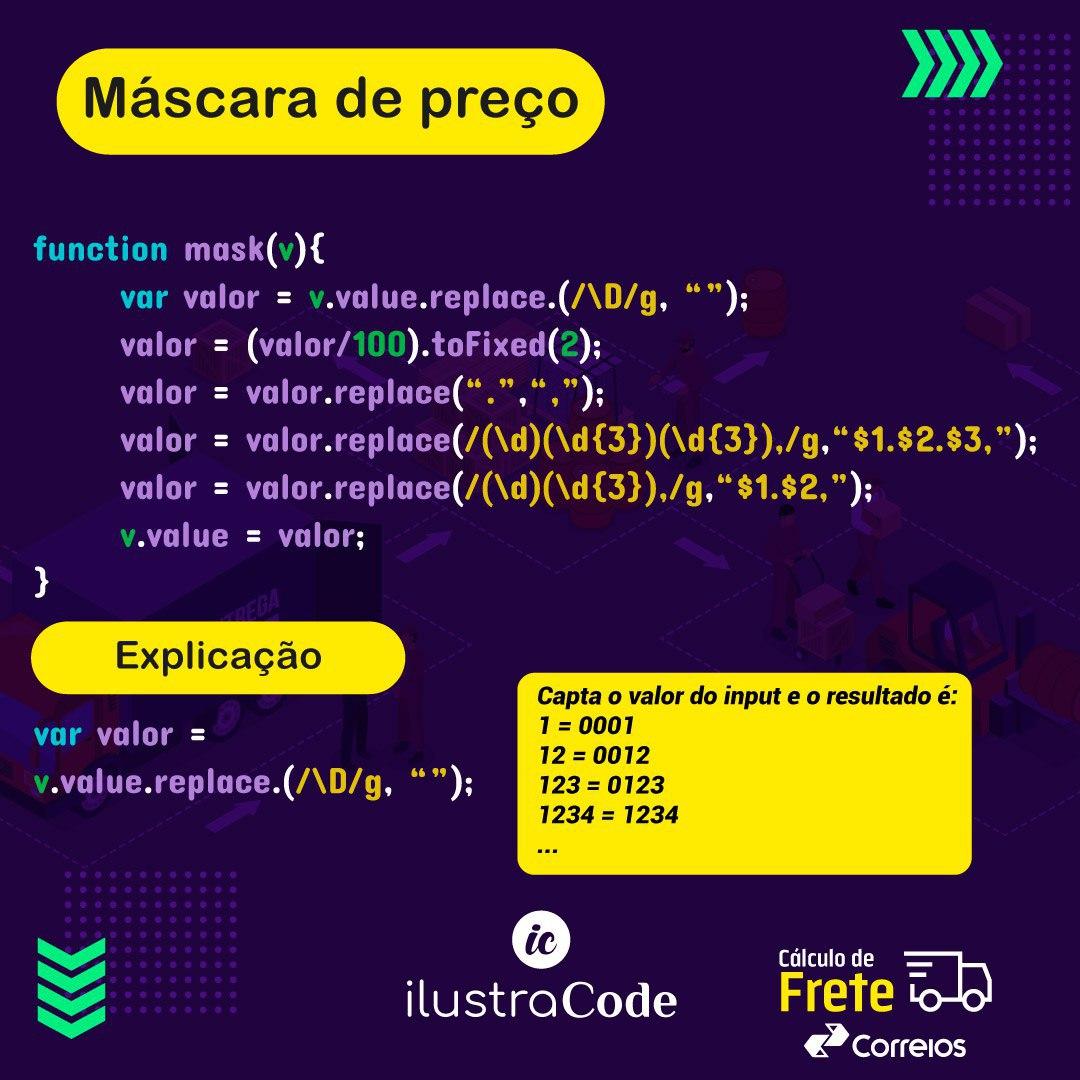 Máscara de preço
function mask(v){
var valor = v.value.replace.(/\D/g, “”);
valor = (valor/100).toFixed(2);
valor = valor.replace(“.”,“,”);
valor = valor.replace(/(\d)(\d{3})(\d{3}),/g,“$1.$2.$3,”);
valor = valor.replace(/(\d)(\d{3}),/g,“$1.$2,”);
v.value = valor;
}
ENTREGA
Explicação
var valor =
v.value.replace.(/\D/g, “”);
Capta o valor do input e o resultado é:
1 = 0001
12 = 0012
123 = 0123
1234 = 1234
...
ic
ilustraCode
Cálculo de
Frete
Correios